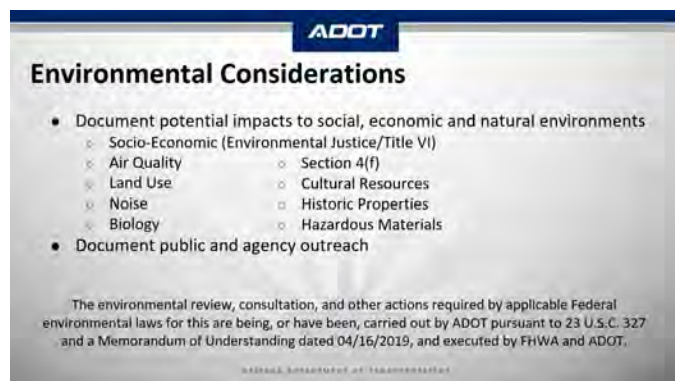 ADOT
Environmental Considerations
● Document potential impacts to social, economic and natural environments
○ Socio-Economic (Environmental Justice/Title VI)
○ Air Quality ○ Section 4(f)
○ Land Use ○ Cultural Resources
○ Noise ○ Historic Properties
○ Biology ○ Hazardous Materials
● Document public and agency outreach
The environmental review, consultation, and other actions required by applicable Federal
environmental laws for this are being, or have been, carried out by ADOT pursuant to 23 U.S.C. 327
and a Memorandum of Understanding dated 04/16/2019, and executed by FHWA and ADOT.
ARIZONA DEPARTMENT OF TRANSPORTATION